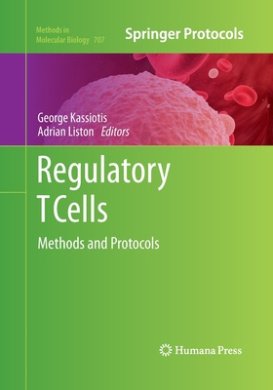 Methods in
Molecular Biology 707
Springer Protocols
George Kassiotis
Adrian Liston Editors
Regulatory
T Cells
Methods and Protocols
Humana Press